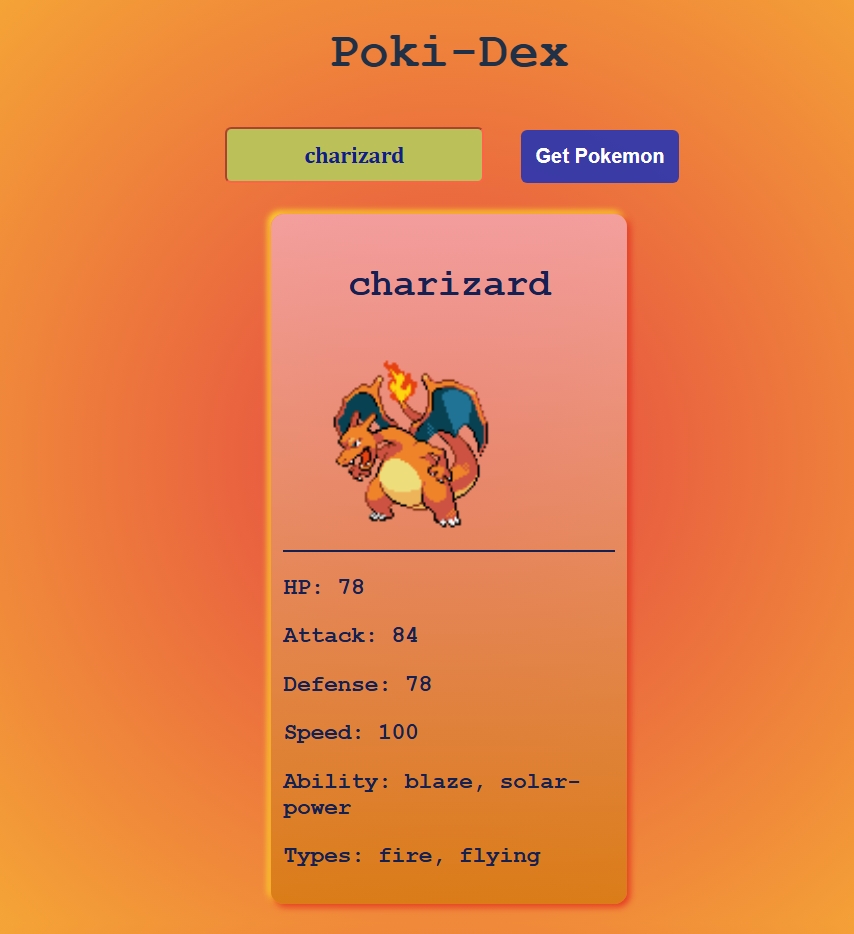 Poki-Dex
charizard
Get Pokemon
charizard
HP: 78
Attack: 84
Defense: 78
Speed: 100
Ability: blaze, solar-
power
Types: fire, flying